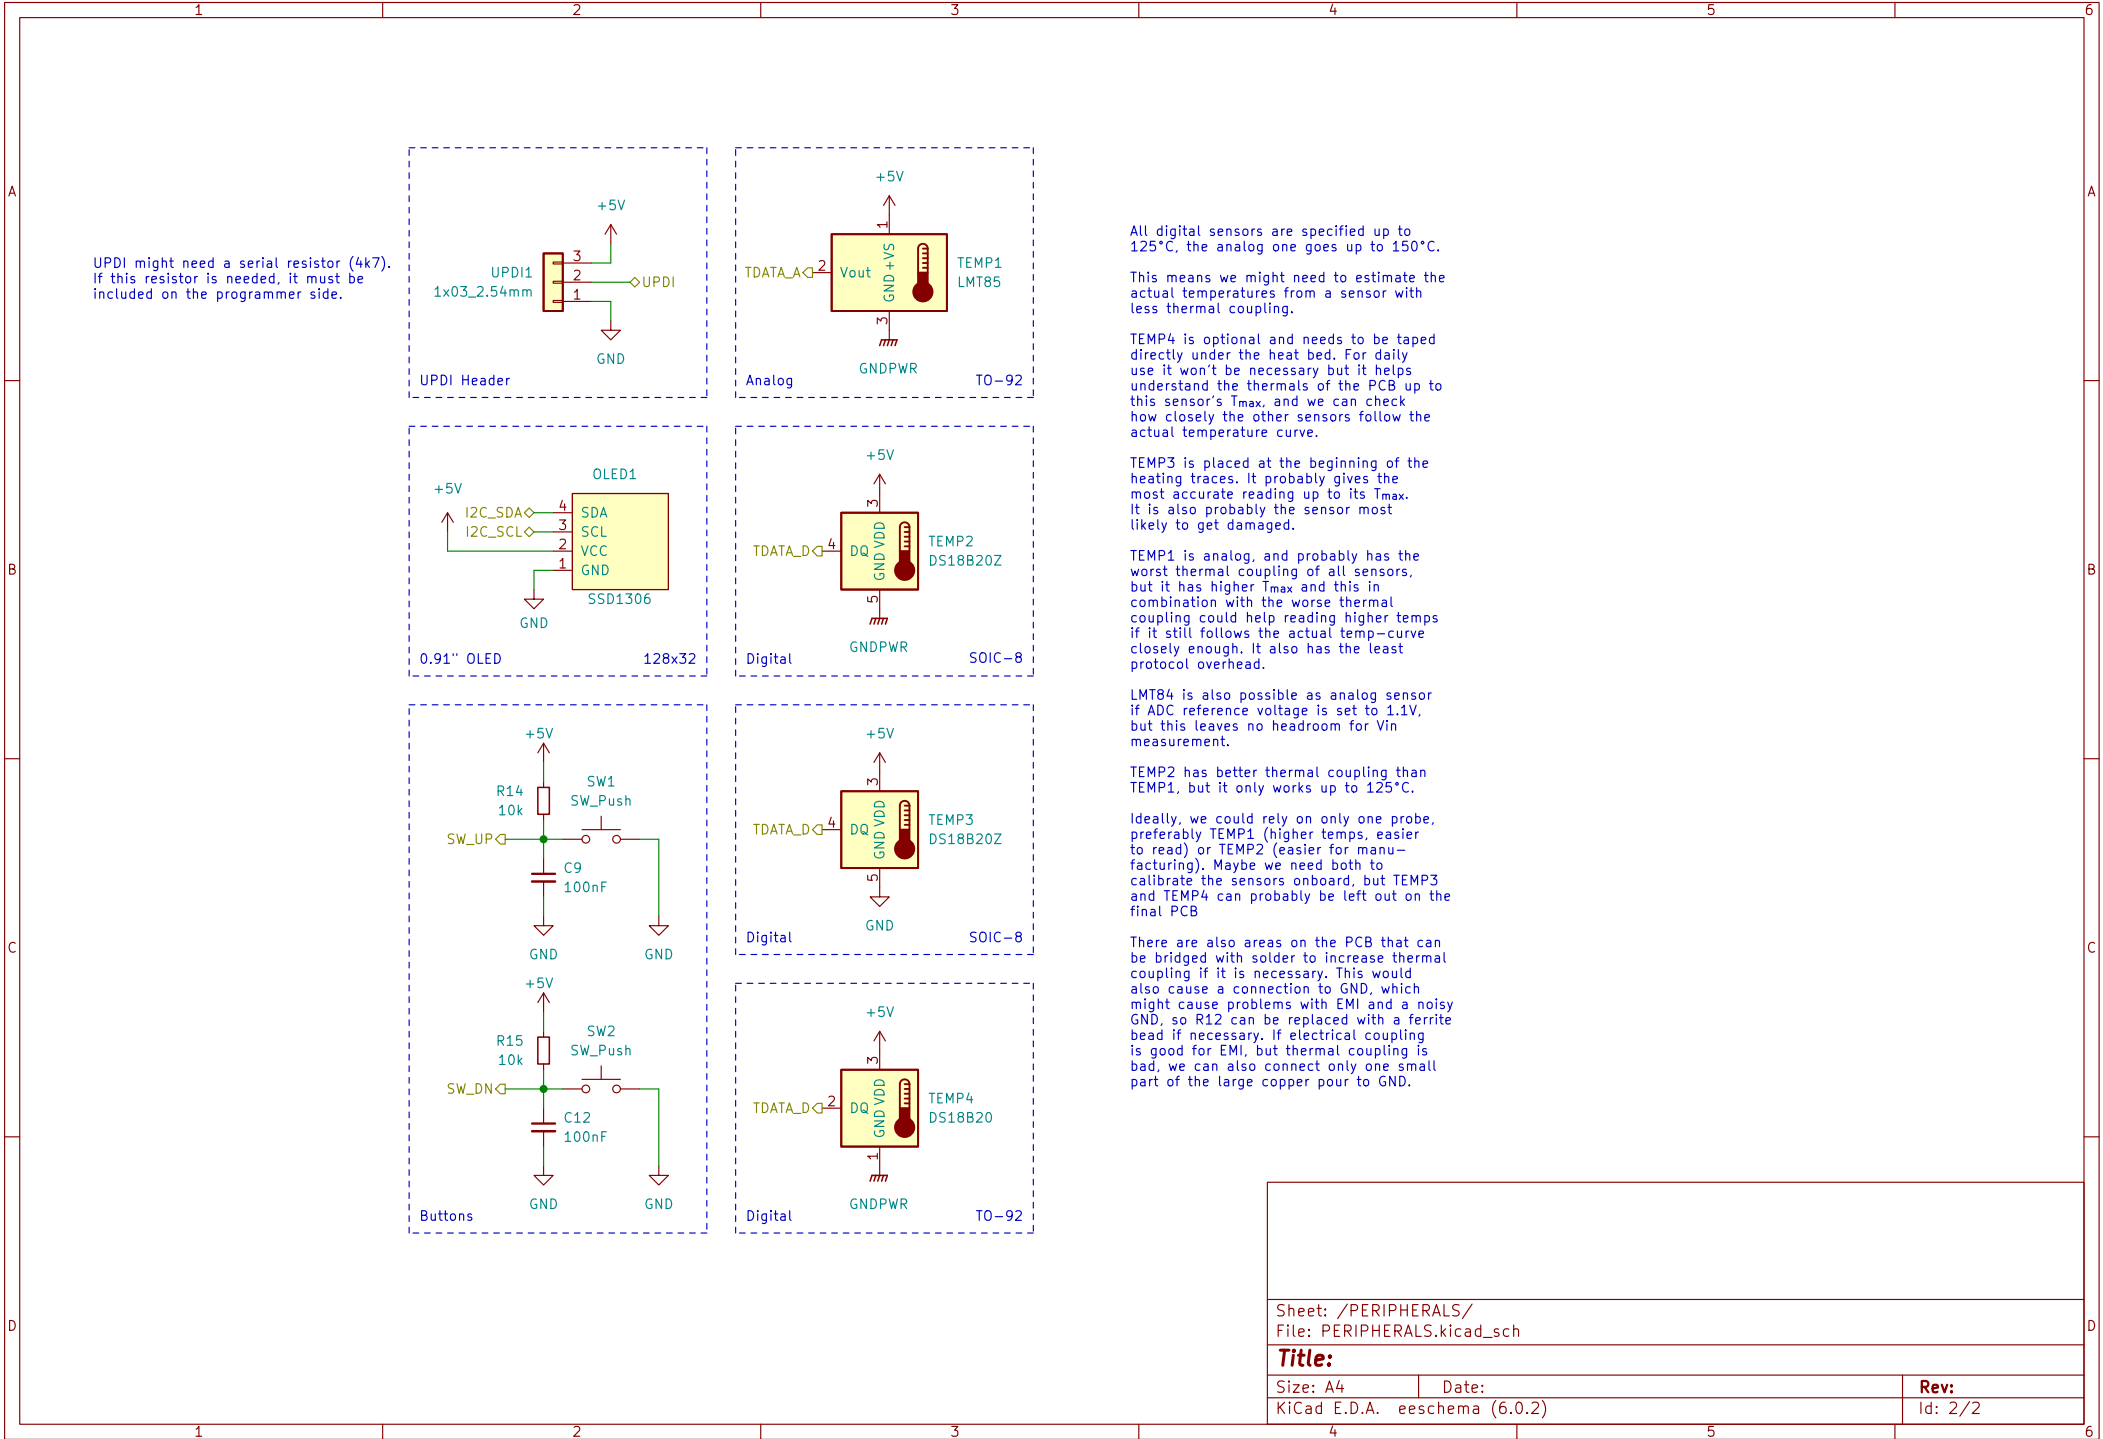 1 2 3 4 5 6
A
B
C
D
A
B
C
D
UPDI might need a serial resistor (4k7).
If this resistor is needed, it must be
included on the programmer side.
+5V
UPDI1
1x03_2.54mm
3
2
1
UPDI
GND
UPDI Header
+5V
1
TDATA_A
2
Vout
+VS
GND
3
TEMP1
LMT85
GNDPWR
Analog
TO-92
OLED1
+5V
I2C_SDA
I2C_SCL
4
3
2
1
SDA
SCL
VCC
GND
SSD1306
GND
0.91" OLED
128x32
+5V
3
TDATA_D
4
DQ
VDD
GND
5
TEMP2
DS18B20Z
GNDPWR
Digital
SOIC-8
+5V
R14
10k
SW1
SW_Push
SW_UP
C9
100nF
GND
GND
+5V
R15
10k
SW2
SW_Push
SW_DN
C12
100nF
GND
GND
Buttons
+5V
3
TDATA_D
4
DQ
VDD
GND
5
TEMP3
DS18B20Z
GND
Digital
SOIC-8
+5V
3
TDATA_D
2
DQ
VDD
GND
1
TEMP4
DS18B20
GNDPWR
Digital
TO-92
All digital sensors are specified up to
125°C, the analog one goes up to 150°C.
This means we might need to estimate the
actual temperatures from a sensor with
less thermal coupling.
TEMP4 is optional and needs to be taped
directly under the heat bed. For daily
use it won't be necessary but it helps
understand the thermals of the PCB up to
this sensor's Tmax, and we can check
how closely the other sensors follow the
actual temperature curve.
TEMP3 is placed at the beginning of the
heating traces. It probably gives the
most accurate reading up to its Tmax.
It is also probably the sensor most
likely to get damaged.
TEMP1 is analog, and probably has the
worst thermal coupling of all sensors,
but it has higher Tmax and this in
combination with the worse thermal
coupling could help reading higher temps
if it still follows the actual temp-curve
closely enough. It also has the least
protocol overhead.
LMT84 is also possible as analog sensor
if ADC reference voltage is set to 1.1V,
but this leaves no headroom for Vin
measurement.
TEMP2 has better thermal coupling than
TEMP1, but it only works up to 125°C.
Ideally, we could rely on only one probe,
preferably TEMP1 (higher temps, easier
to read) or TEMP2 (easier for manu-
facturing). Maybe we need both to
calibrate the sensors onboard, but TEMP3
and TEMP4 can probably be left out on the
final PCB
There are also areas on the PCB that can
be bridged with solder to increase thermal
coupling if it is necessary. This would
also cause a connection to GND, which
might cause problems with EMI and a noisy
GND, so R12 can be replaced with a ferrite
bead if necessary. If electrical coupling
is good for EMI, but thermal coupling is
bad, we can also connect only one small
part of the large copper pour to GND.
Sheet: /PERIPHERALS/
File: PERIPHERALS.kicad_sch
Title:
Size: A4
Date:
Rev:
KiCad E.D.A. eeschema (6.0.2)
Id: 2/2
1 2 3 4 5 6